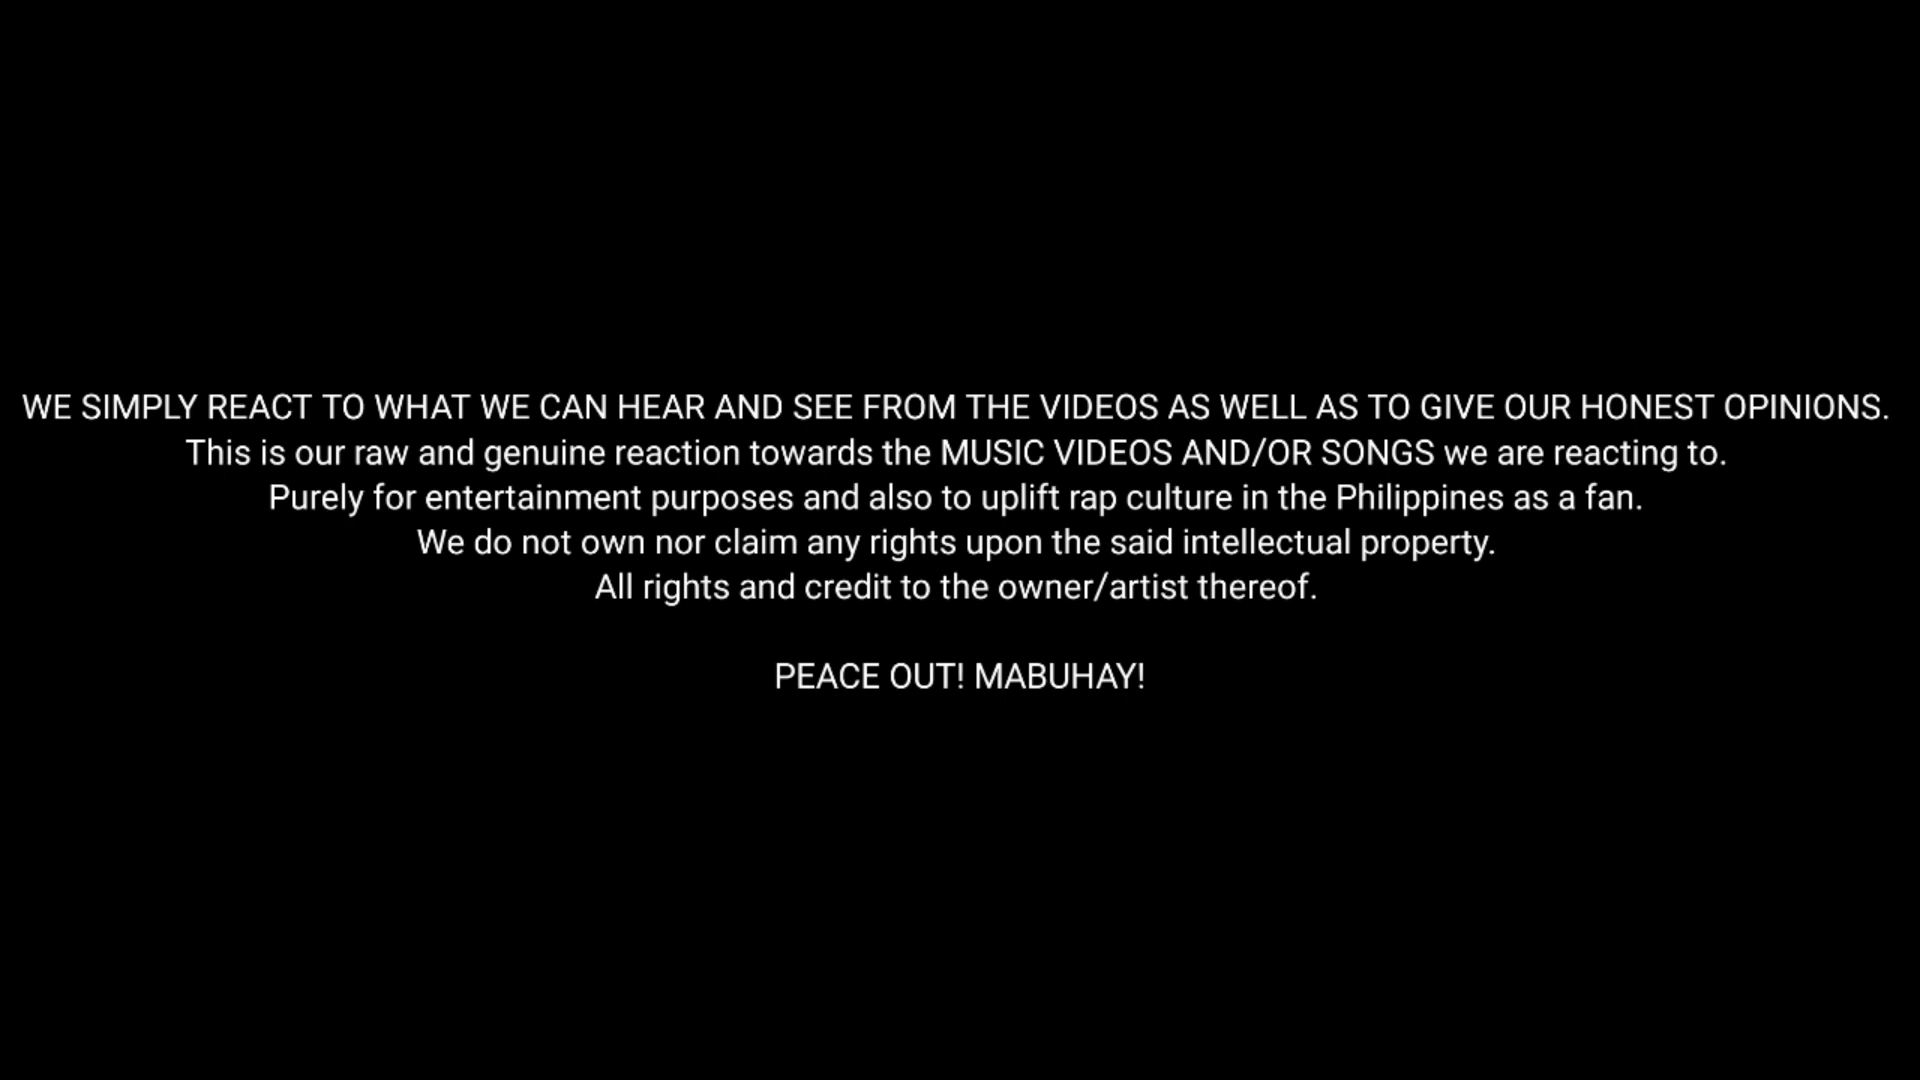 WE SIMPLY REACT TO WHAT WE CAN HEAR AND SEE FROM THE VIDEOS AS WELL AS TO GIVE OUR HONEST OPINIONS.
This is our raw and genuine reaction towards the MUSIC VIDEOS AND/OR SONGS we are reacting to.
Purely for entertainment purposes and also to uplift rap culture in the Philippines as a fan.
We do not own nor claim any rights upon the said intellectual property.
All rights and credit to the owner/artist thereof.
PEACE OUT! MABUHAY!